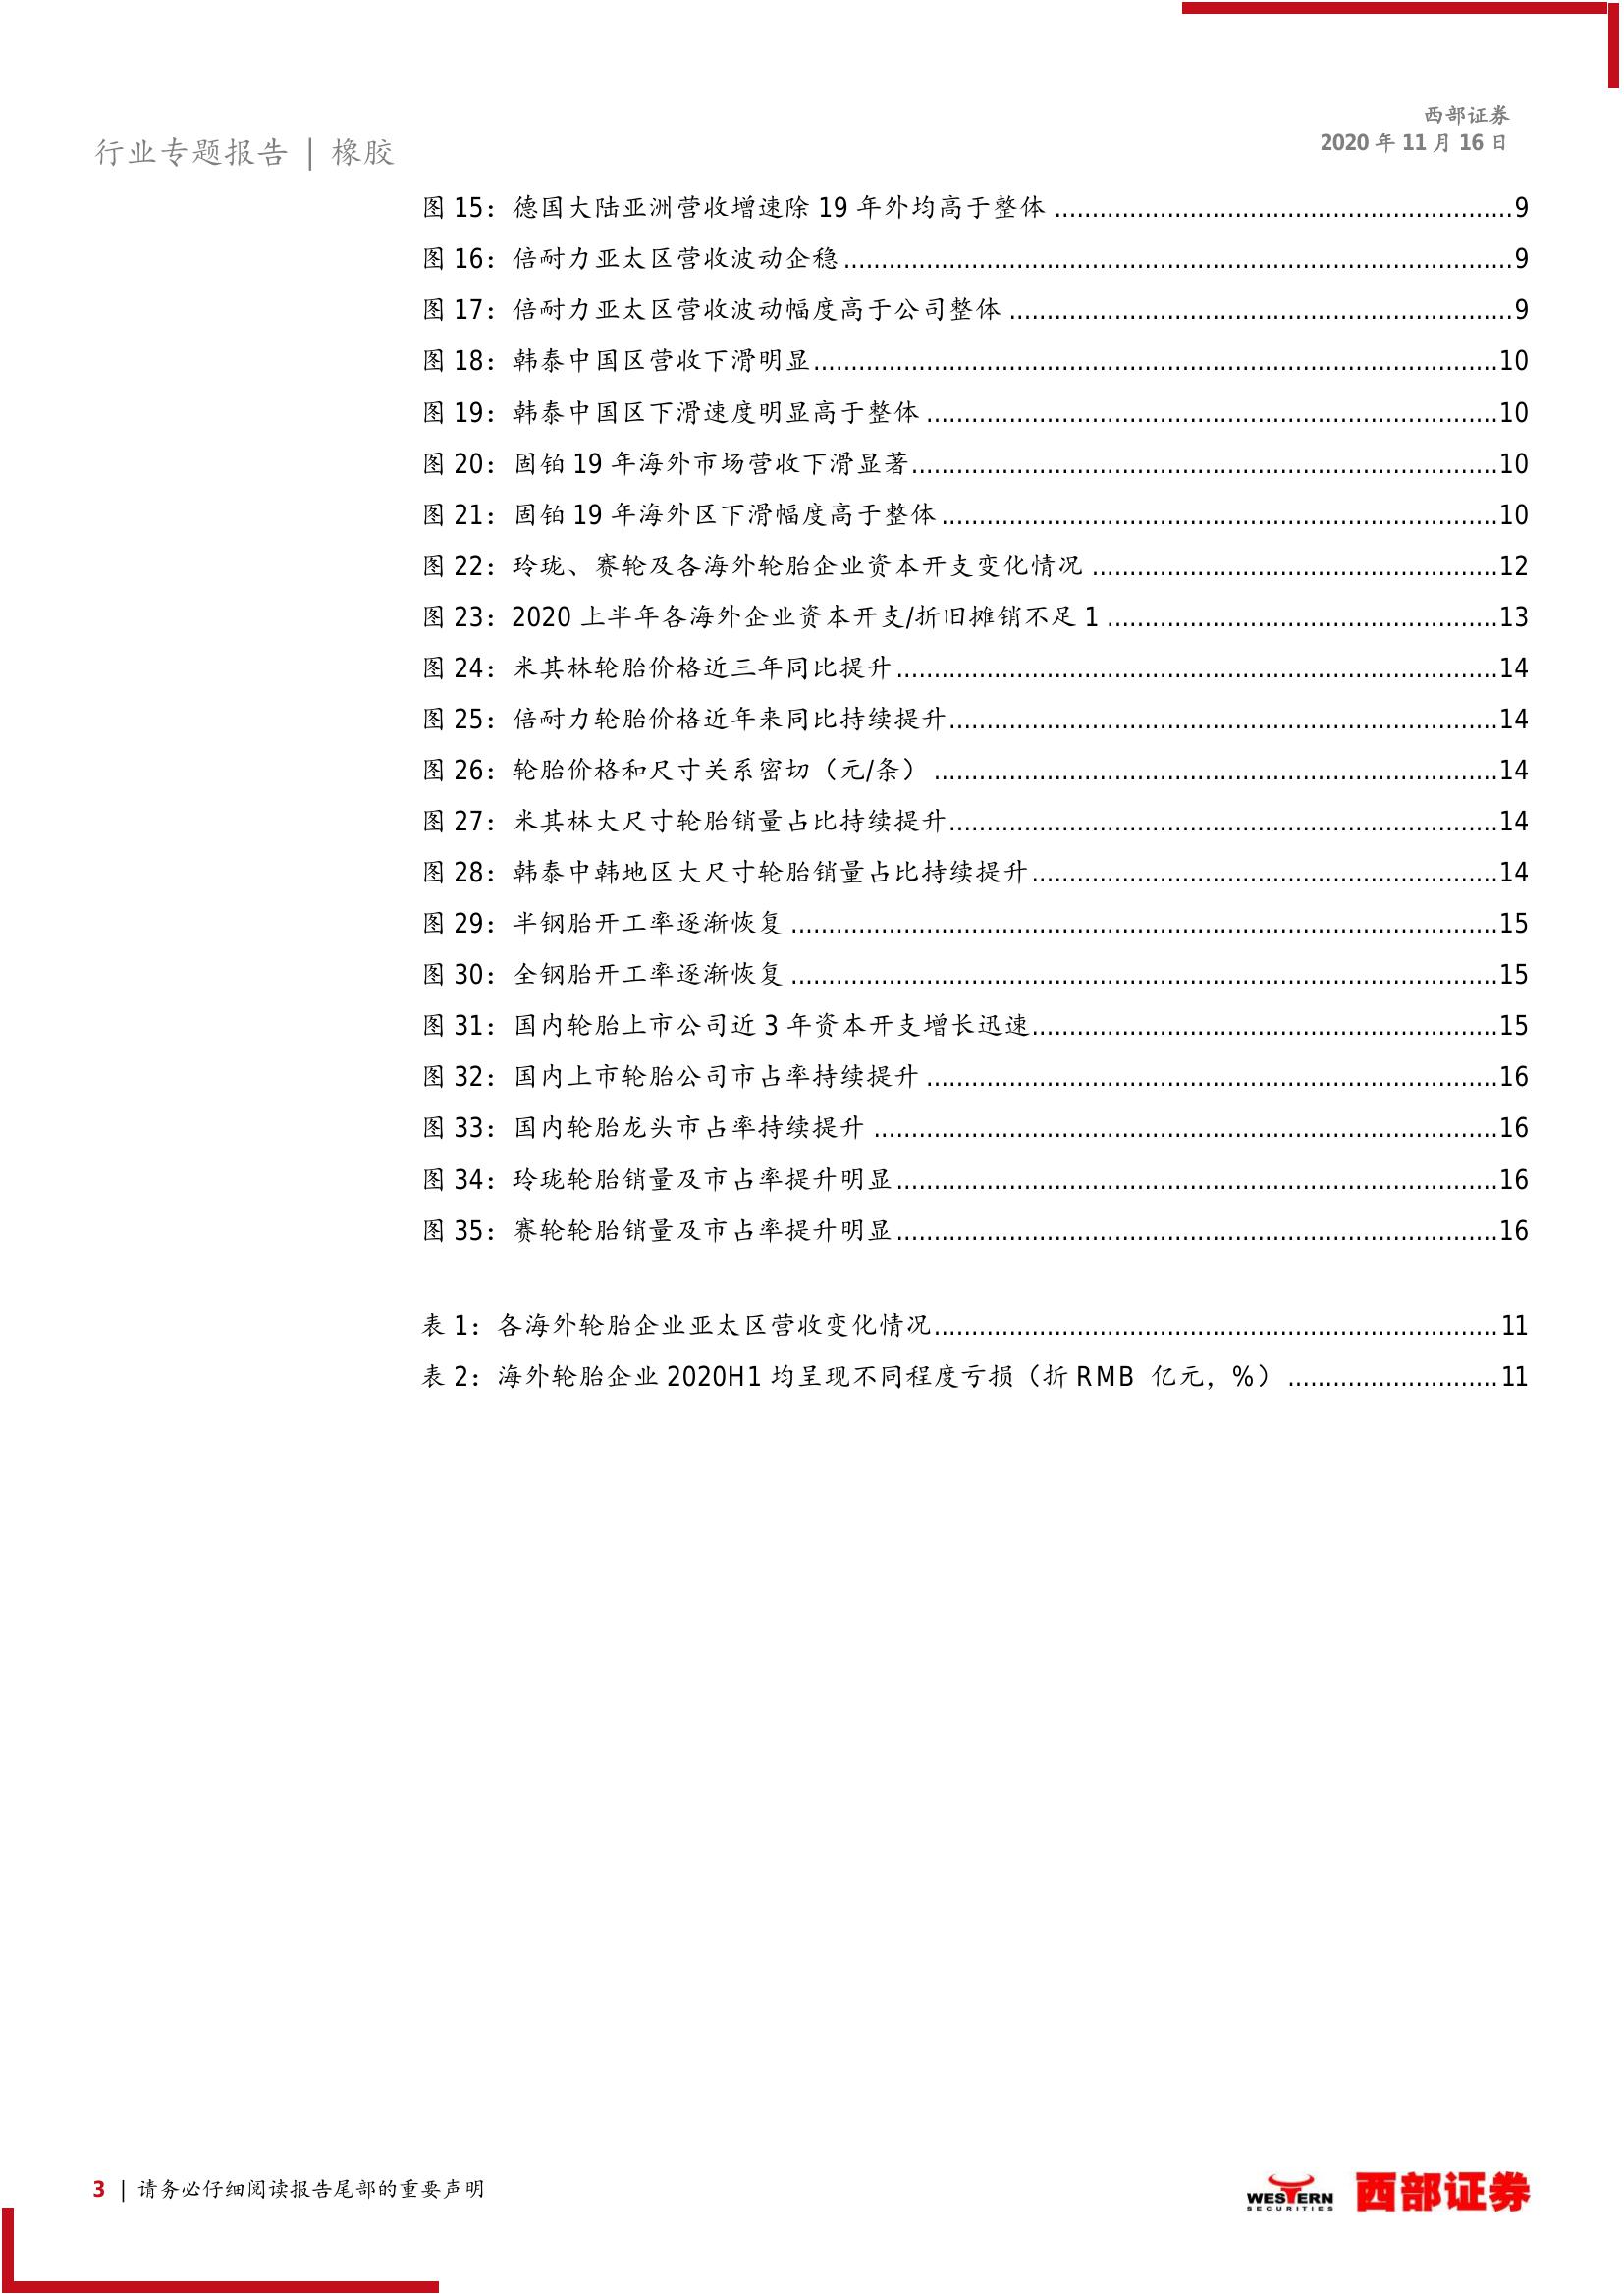 西部证券
行业专题报告 | 橡胶
2020 年 11 月 16 日
图 15：德国大陆亚洲营收增速除 19 年外均高于整体 ............................................................. 9
图 16：倍耐力亚太区营收波动企稳 ......................................................................................... 9
图 17：倍耐力亚太区营收波动幅度高于公司整体 ................................................................... 9
图 18：韩泰中国区营收下滑明显 ........................................................................................... 10
图 19：韩泰中国区下滑速度明显高于整体 ............................................................................ 10
图 20：固铂 19 年海外市场营收下滑显著 .............................................................................. 10
图 21：固铂 19 年海外区下滑幅度高于整体 .......................................................................... 10
图 22：玲珑、赛轮及各海外轮胎企业资本开支变化情况 ...................................................... 12
图 23：2020 上半年各海外企业资本开支/折旧摊销不足 1 .................................................... 13
图 24：米其林轮胎价格近三年同比提升 ................................................................................ 14
图 25：倍耐力轮胎价格近年来同比持续提升 ......................................................................... 14
图 26：轮胎价格和尺寸关系密切（元/条） ........................................................................... 14
图 27：米其林大尺寸轮胎销量占比持续提升 ......................................................................... 14
图 28：韩泰中韩地区大尺寸轮胎销量占比持续提升 .............................................................. 14
图 29：半钢胎开工率逐渐恢复 .............................................................................................. 15
图 30：全钢胎开工率逐渐恢复 .............................................................................................. 15
图 31：国内轮胎上市公司近 3 年资本开支增长迅速 .............................................................. 15
图 32：国内上市轮胎公司市占率持续提升 ............................................................................ 16
图 33：国内轮胎龙头市占率持续提升 ................................................................................... 16
图 34：玲珑轮胎销量及市占率提升明显 ................................................................................ 16
图 35：赛轮轮胎销量及市占率提升明显 ................................................................................ 16
表 1：各海外轮胎企业亚太区营收变化情况 ........................................................................... 11
表 2：海外轮胎企业 2020H1 均呈现不同程度亏损（折 RMB 亿元，%） ............................ 11
3 | 请务必仔细阅读报告尾部的重要声明
WESTERN
SECURITIES
西部证券